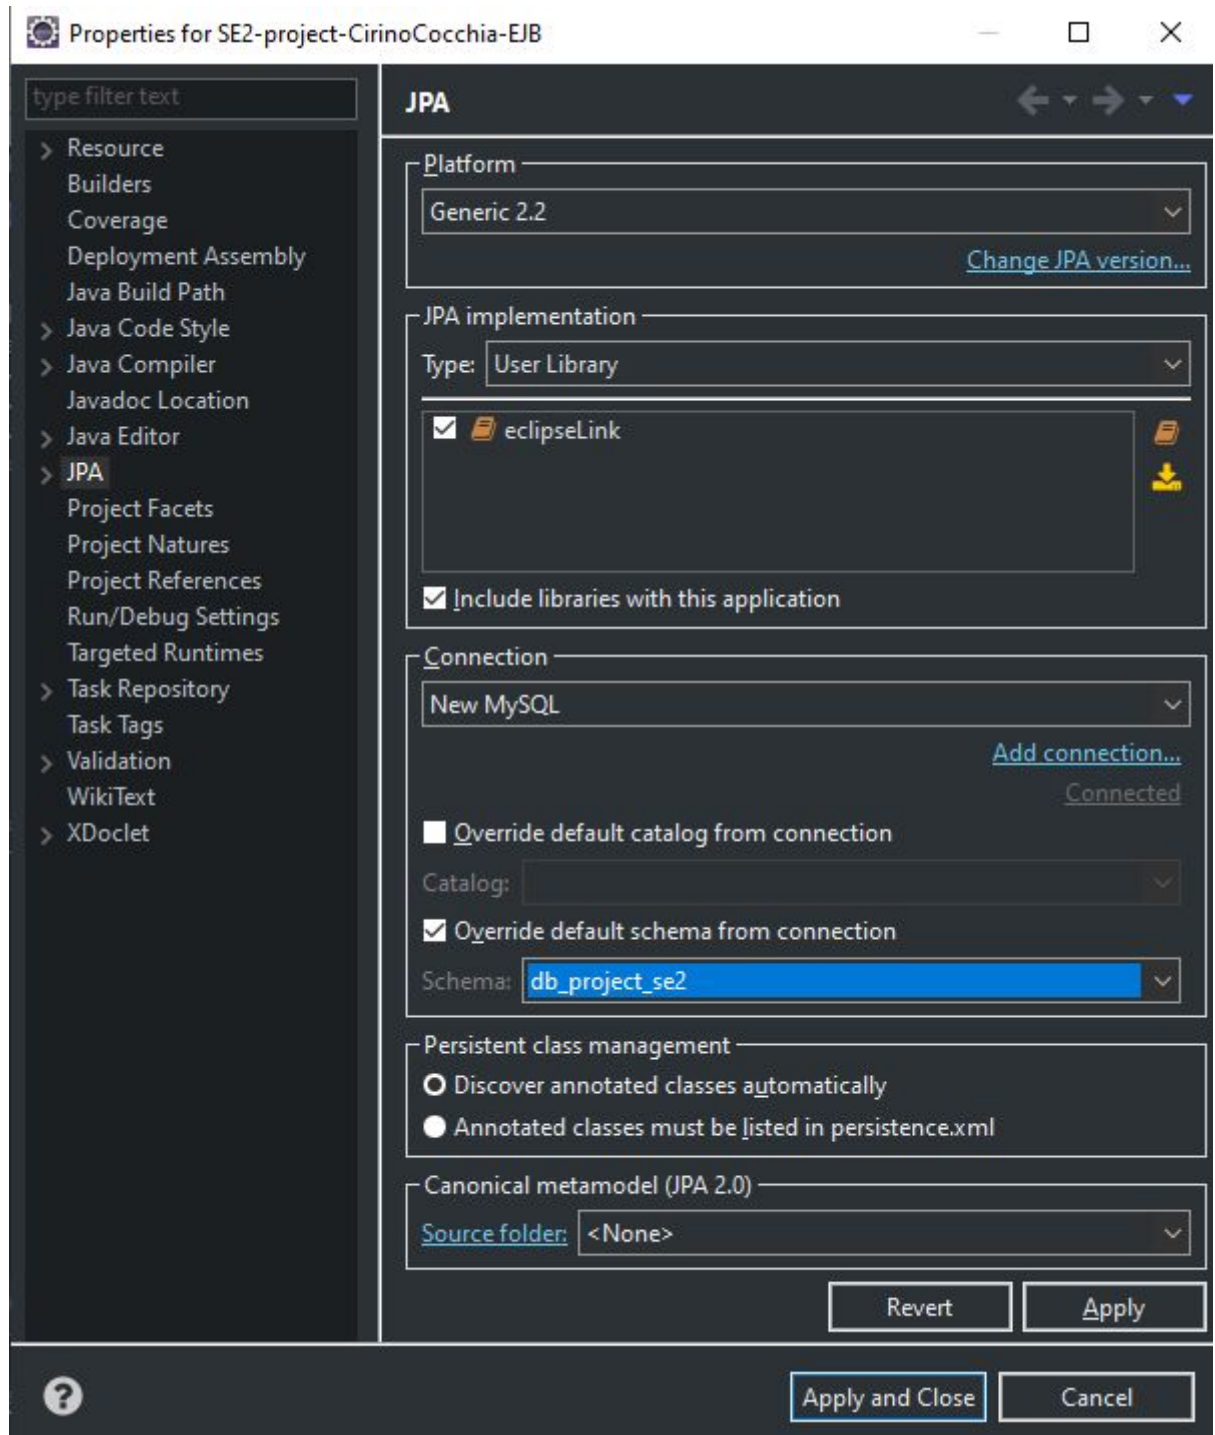 Properties for SE2-project-CirinoCocchia-EJB
type filter text
Resource
Builders
Coverage
Deployment Assembly
Java Build Path
Java Code Style
Java Compiler
Javadoc Location
Java Editor
JPA
Project Facets
Project Natures
Project References
Run/Debug Settings
Targeted Runtimes
Task Repository
Task Tags
Validation
WikiText
XDoclet
JPA
Platform
Generic 2.2
Change JPA version...
JPA implementation
Type: User Library
eclipseLink
Include libraries with this application
Connection
New MySQL
Add connection...
Connected
Override default catalog from connection
Catalog:
Override default schema from connection
Schema: db_project_se2
Persistent class management
Discover annotated classes automatically
Annotated classes must be listed in persistence.xml
Canonical metamodel (JPA 2.0)
Source folder: <None>
Revert Apply
? Apply and Close Cancel